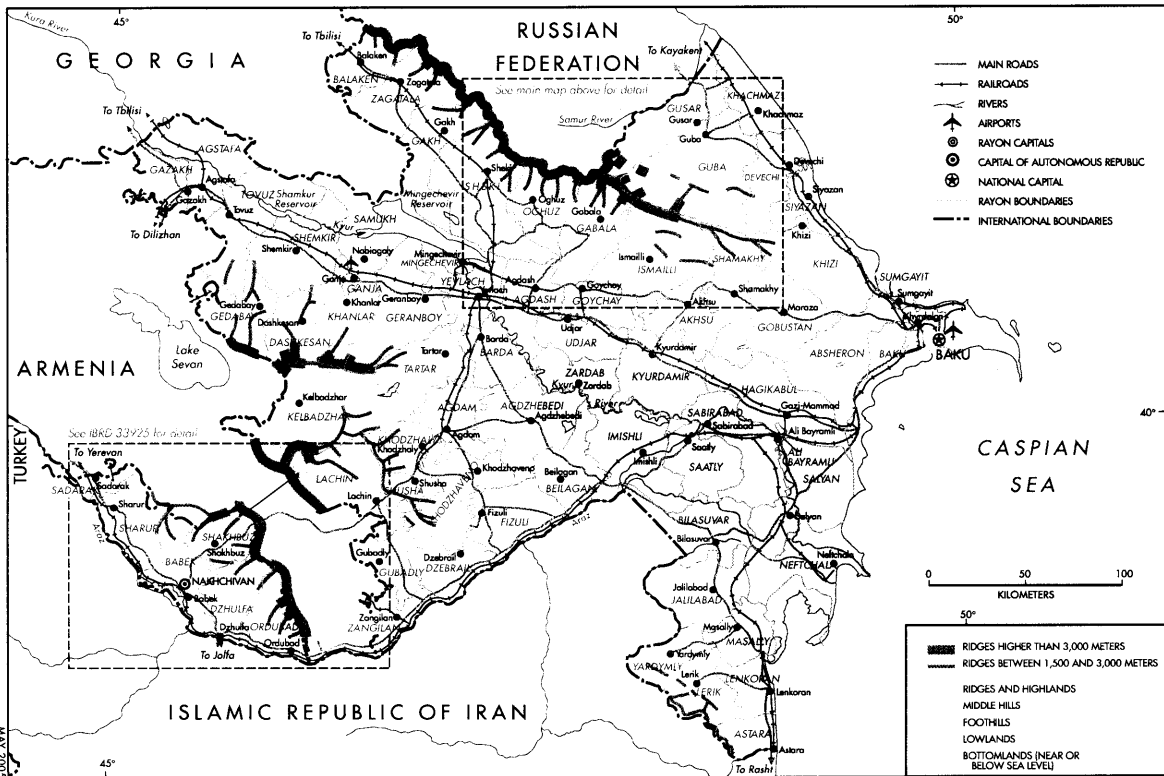 45°
50°
Kura River
GEORGIA
To Tbilisi
RUSSIAN
FEDERATION
To Kayakent
Balaken
BALAKEN
Zagatala
ZAGATALA
See main map above for detail
KHACHMAZ
Khachmaz
GUSAR
Gusar
Samur River
Guba
GUBA
To Tbilisi
AGSTAFA
Gakh
GAKH
GAZAKH
Agstafa
Gazakh
TOVUZ
Shamkur
Reservoir
Tovuz
To Dilizhan
Mingechevir
Reservoir
SAMUKH
Kyur
Sheki
SHEKI
Oghuz
OGHUZ
Gabala
GABALA
DEVECHI
Devechi
Siyazan
SIYAZAN
Khizi
KHIZI
SHEMKIR
Shemkir
Nabiagaly
Mingechevir
MINGECHEVIR
Ismailli
ISMAILLI
SHAMAKHY
Ganja
GANJA
YEVLACH
Agdash
AGDASH
Goychay
GOYCHAY
Shamakhy
SUMGAYIT
Sumgayit
Gedabay
GEDABAY
Khanlar
KHANLAR
Geranboy
GERANBOY
Akhsu
AKHSU
Maraza
GOBUSTAN
Dashkesan
DASHKESAN
Udjar
UDJAR
ABSHERON
BAKU
BAKU
Lake
Sevan
ARMENIA
Tartar
TARTAR
Barda
BARDA
Kyurdamir
KYURDAMIR
ZARDAB
Zardab
Kyur
River
HAGIKABUL
Kelbadzhar
KELBADZHAR
AGDAM
Agdam
AGDZHEBEDI
Agdzhebedi
SABIRABAD
Sabirabad
Gazi-Mammad
Ali Bayramli
ALI
BAYRAMLI
40°
See IBRD 33925 for detail
KHODZHALY
Khodzhaly
IMISHLI
Imishli
Saatly
SAATLY
SALYAN
Salyan
CASPIAN
SEA
TURKEY
To Yerevan
Sadarak
SADARAK
Sharur
SHARUR
LACHIN
Lachin
Shusha
SHUSHA
Khodzhavend
KHODZHAVEND
Beilagan
BEILAGAN
Fizuli
FIZULI
Araz
Araz
BILASUVAR
Bilasuvar
SHAKHBUZ
Shakhbuz
BABEK
Gubadly
GUBADLY
Dzebrail
DZEBRAIL
Neftchala
NEFTCHALA
NAKHCHIVAN
Babek
DZHULFA
Dzhulfa
ORDUBAD
Ordubad
To Jolfa
Zangilan
ZANGILAN
Jalilabad
JALILABAD
Masally
MASALLY
Yardymly
YARDYMLY
Lerik
LERIK
LENKORAN
Lenkoran
ASTARA
Astara
To Rasht
ISLAMIC REPUBLIC OF IRAN
45°
MAIN ROADS
RAILROADS
RIVERS
AIRPORTS
RAYON CAPITALS
CAPITAL OF AUTONOMOUS REPUBLIC
NATIONAL CAPITAL
RAYON BOUNDARIES
INTERNATIONAL BOUNDARIES
0
50
100
KILOMETERS
50°
RIDGES HIGHER THAN 3,000 METERS
RIDGES BETWEEN 1,500 AND 3,000 METERS
RIDGES AND HIGHLANDS
MIDDLE HILLS
FOOTHILLS
LOWLANDS
BOTTOMLANDS (NEAR OR
BELOW SEA LEVEL)